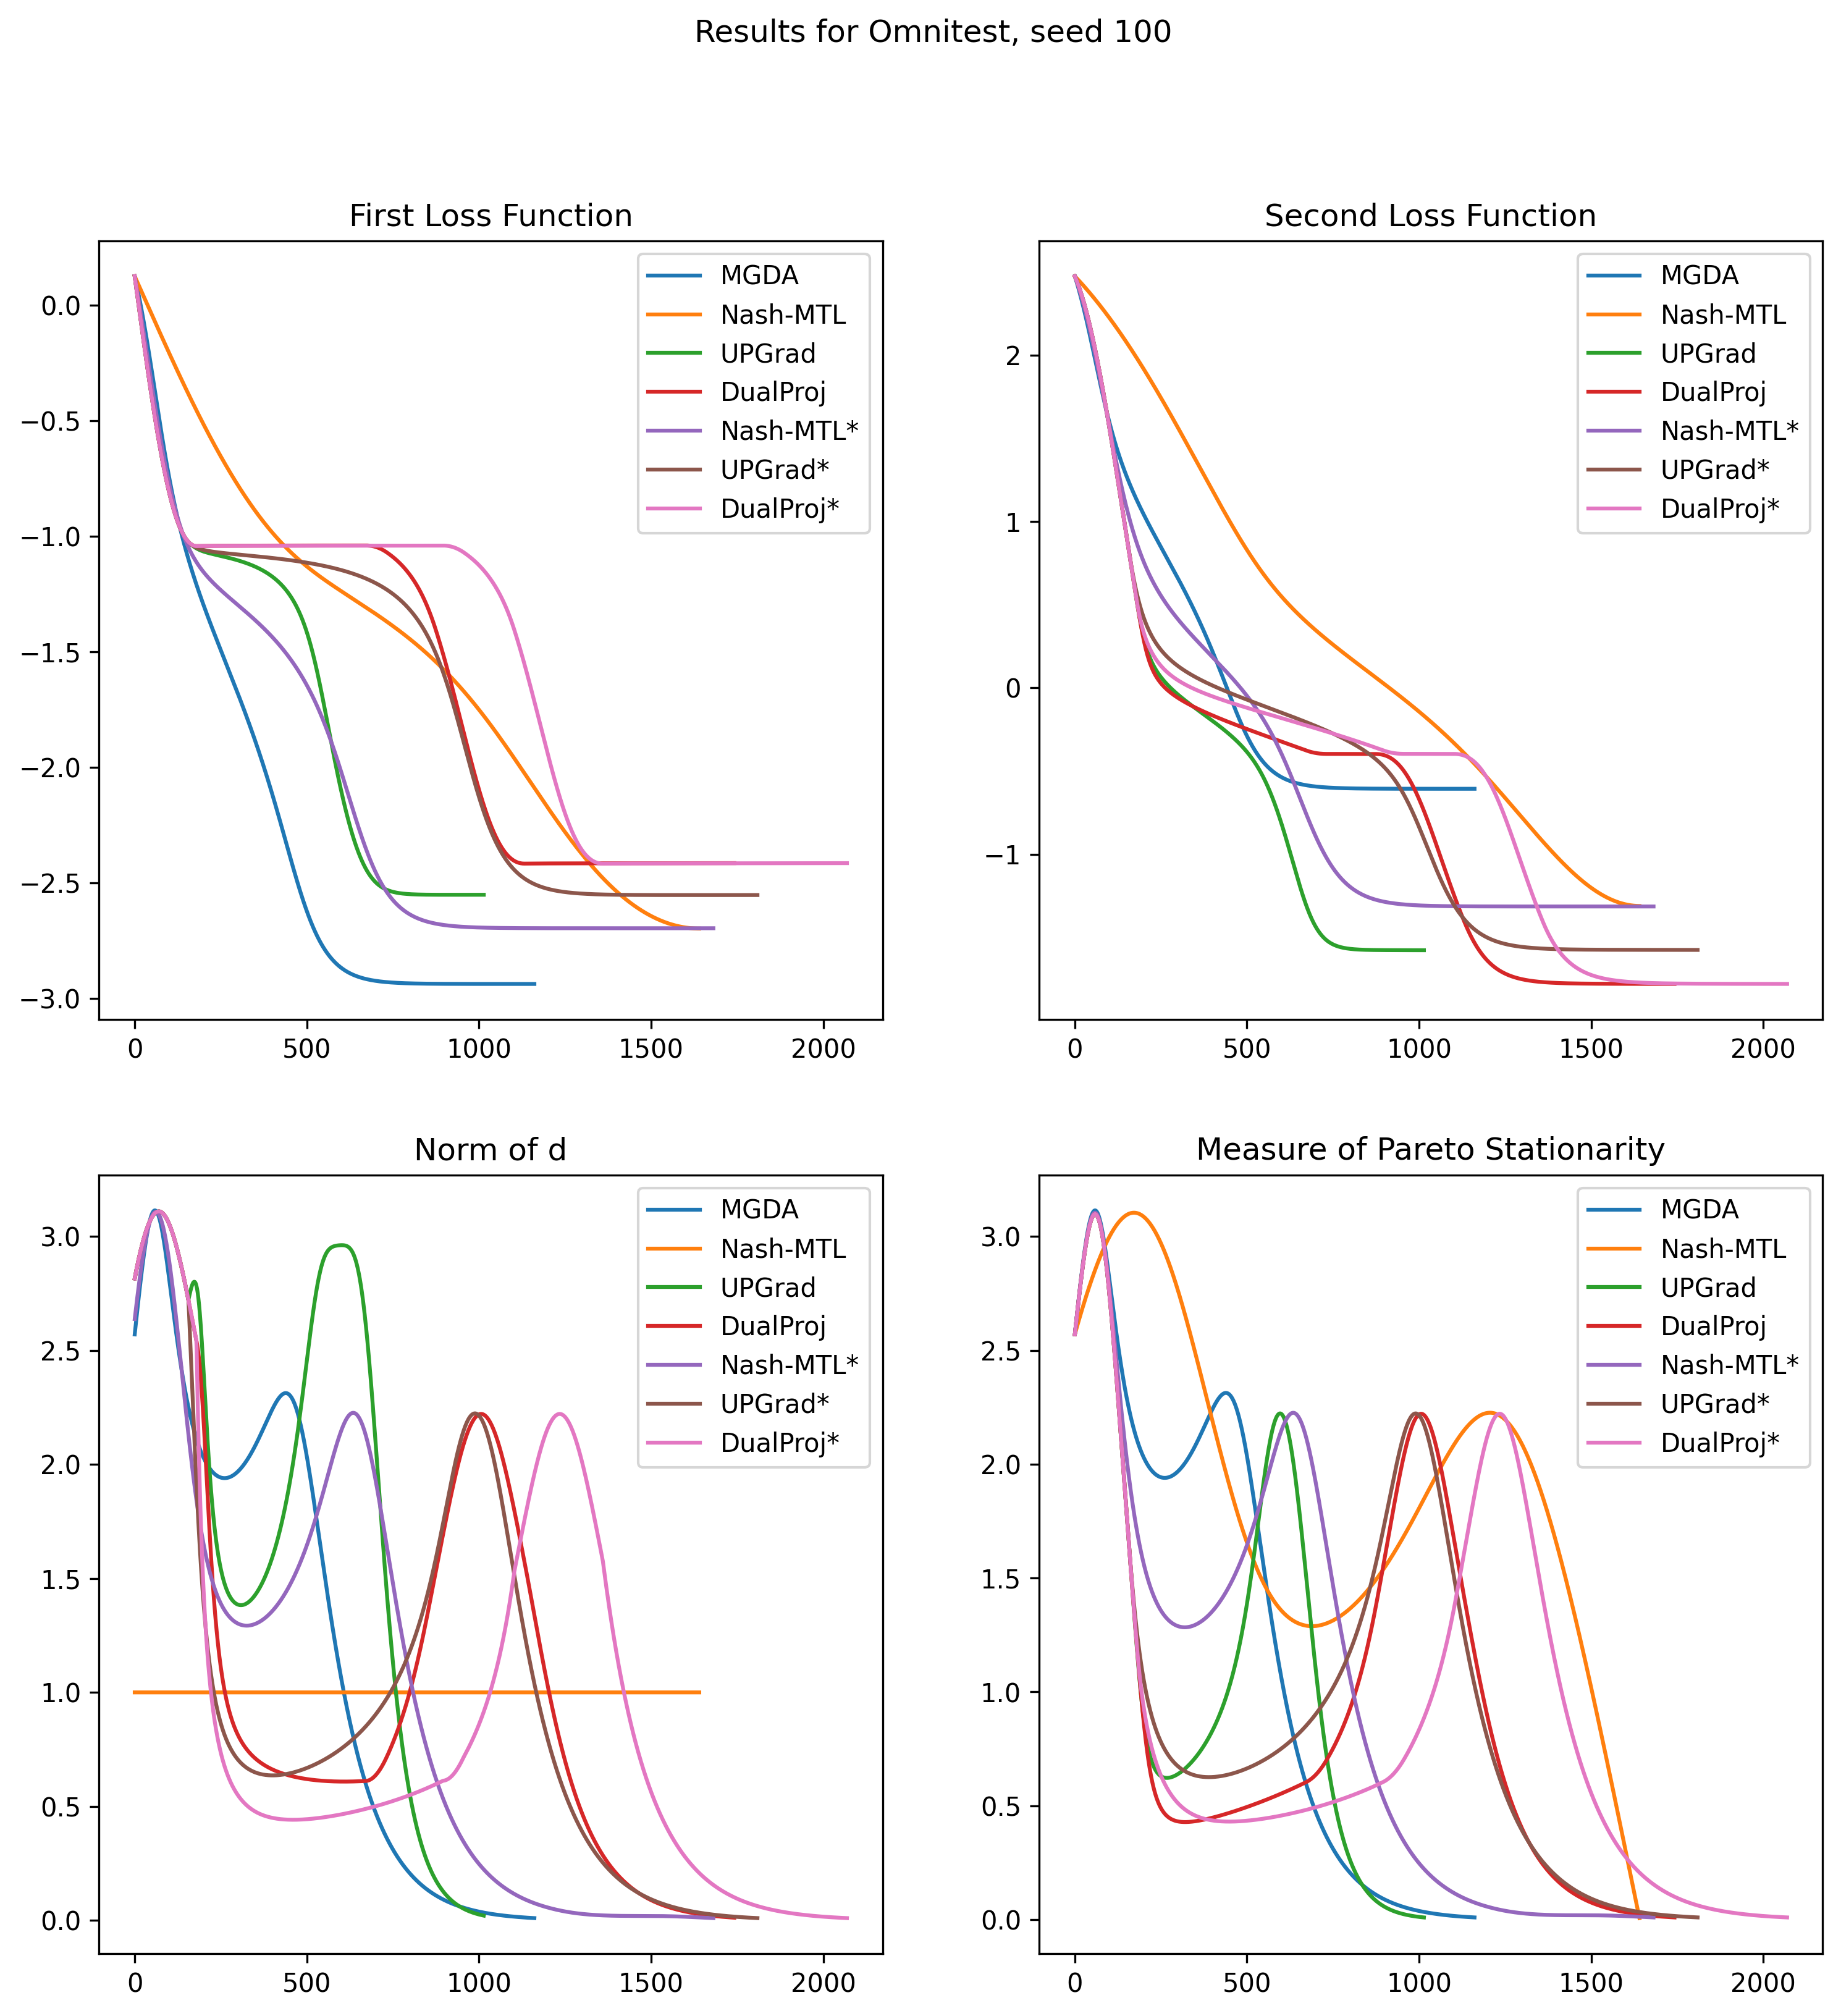 Results for Omnitest, seed 100
First Loss Function
0.0
−0.5
−1.0
−1.5
−2.0
−2.5
−3.0
0 500 1000 1500 2000
MGDA
Nash-MTL
UPGrad
DualProj
Nash-MTL*
UPGrad*
DualProj*
Second Loss Function
2
1
0
−1
0 500 1000 1500 2000
MGDA
Nash-MTL
UPGrad
DualProj
Nash-MTL*
UPGrad*
DualProj*
Norm of d
3.0
2.5
2.0
1.5
1.0
0.5
0.0
0 500 1000 1500 2000
MGDA
Nash-MTL
UPGrad
DualProj
Nash-MTL*
UPGrad*
DualProj*
Measure of Pareto Stationarity
3.0
2.5
2.0
1.5
1.0
0.5
0.0
0 500 1000 1500 2000
MGDA
Nash-MTL
UPGrad
DualProj
Nash-MTL*
UPGrad*
DualProj*